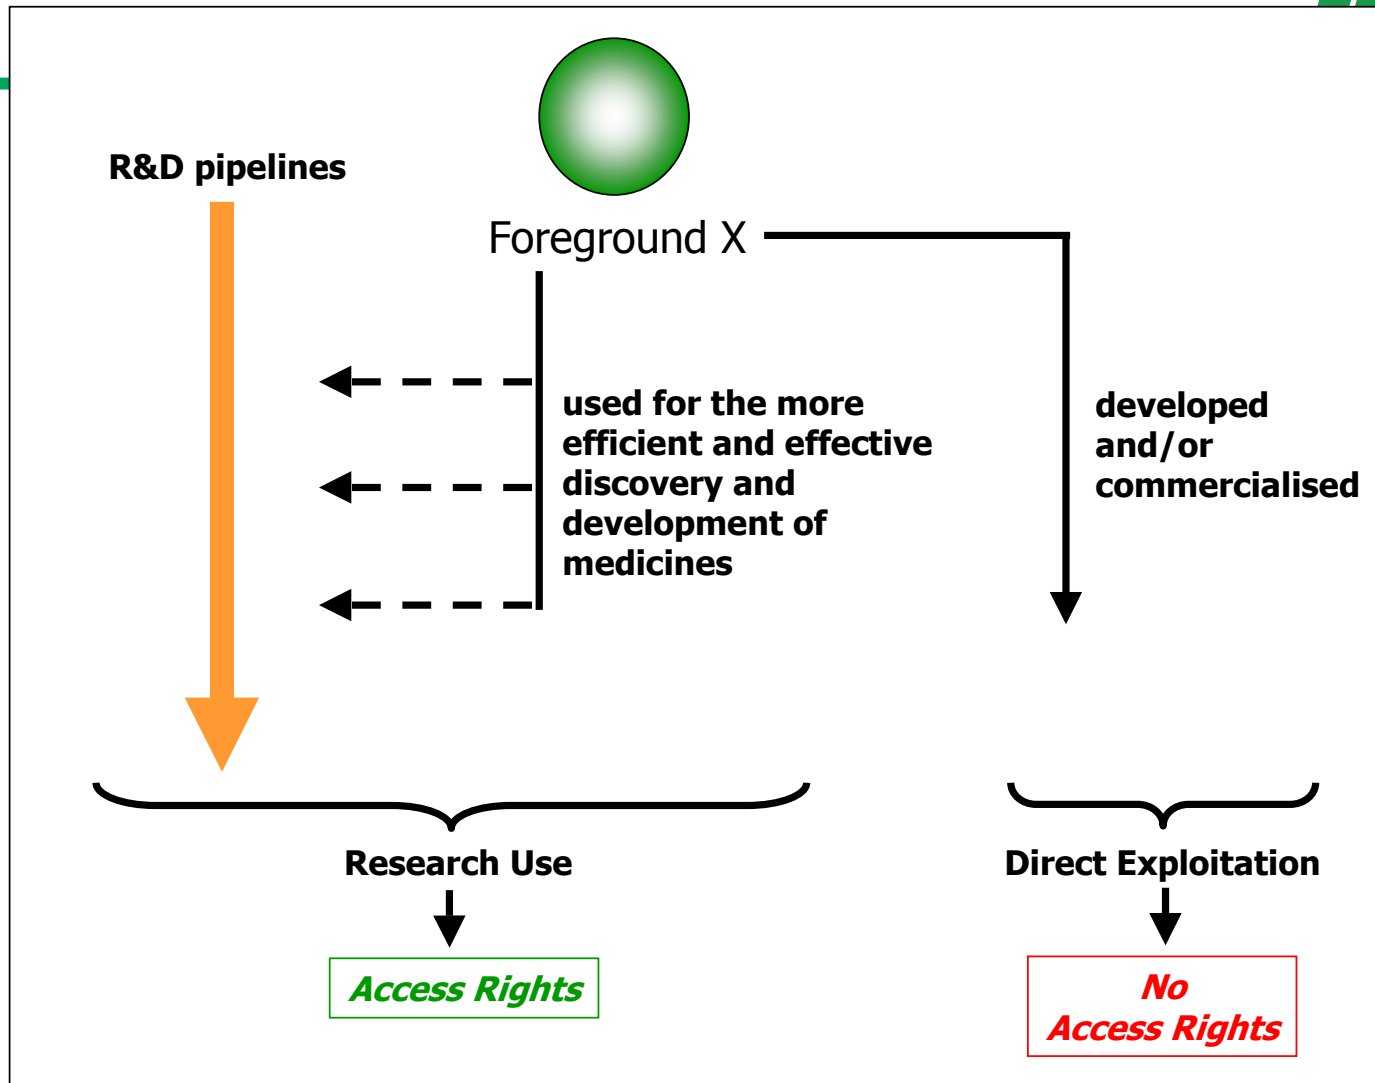 R&D pipelines
Foreground X
used for the more
efficient and effective
discovery and
development of
medicines
developed
and/or
commercialised
Research Use
Direct Exploitation
Access Rights
No
Access Rights